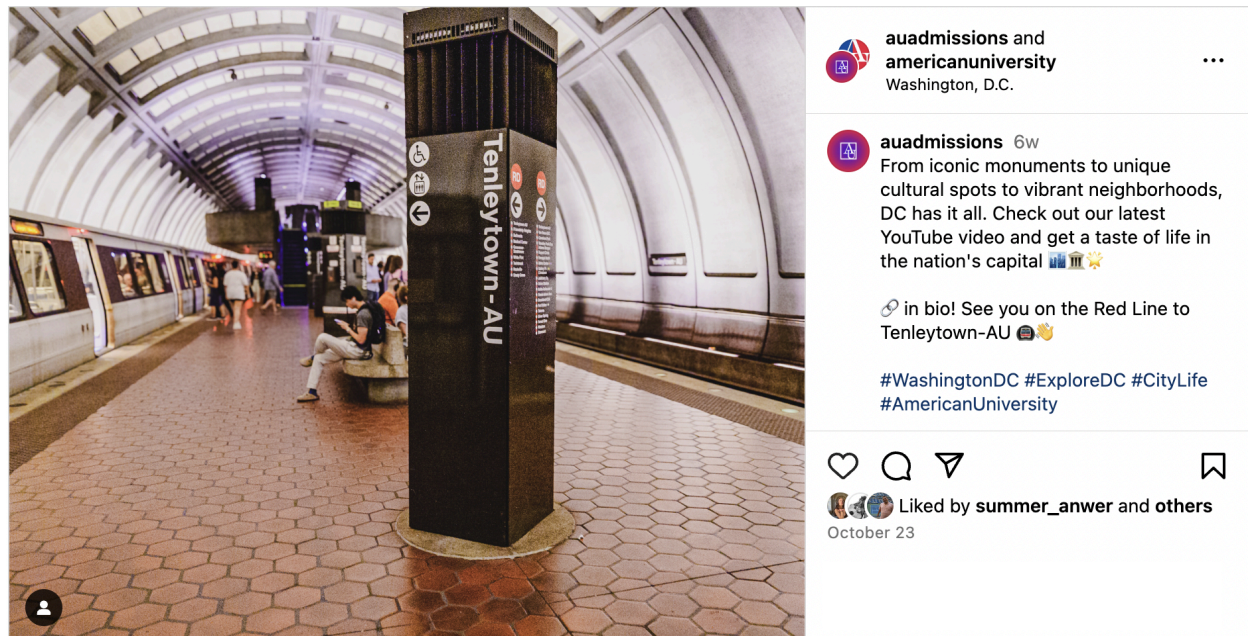 Tenleytown-AU
RD
RD
auadmissions and
americanuniversity
Washington, D.C.
auadmissions 6w
From iconic monuments to unique
cultural spots to vibrant neighborhoods,
DC has it all. Check out our latest
YouTube video and get a taste of life in
the nation's capital 🏙️🏛️🌟
🔗 in bio! See you on the Red Line to
Tenleytown-AU 🚇👋
#WashingtonDC #ExploreDC #CityLife
#AmericanUniversity
Liked by summer_anwer and others
October 23